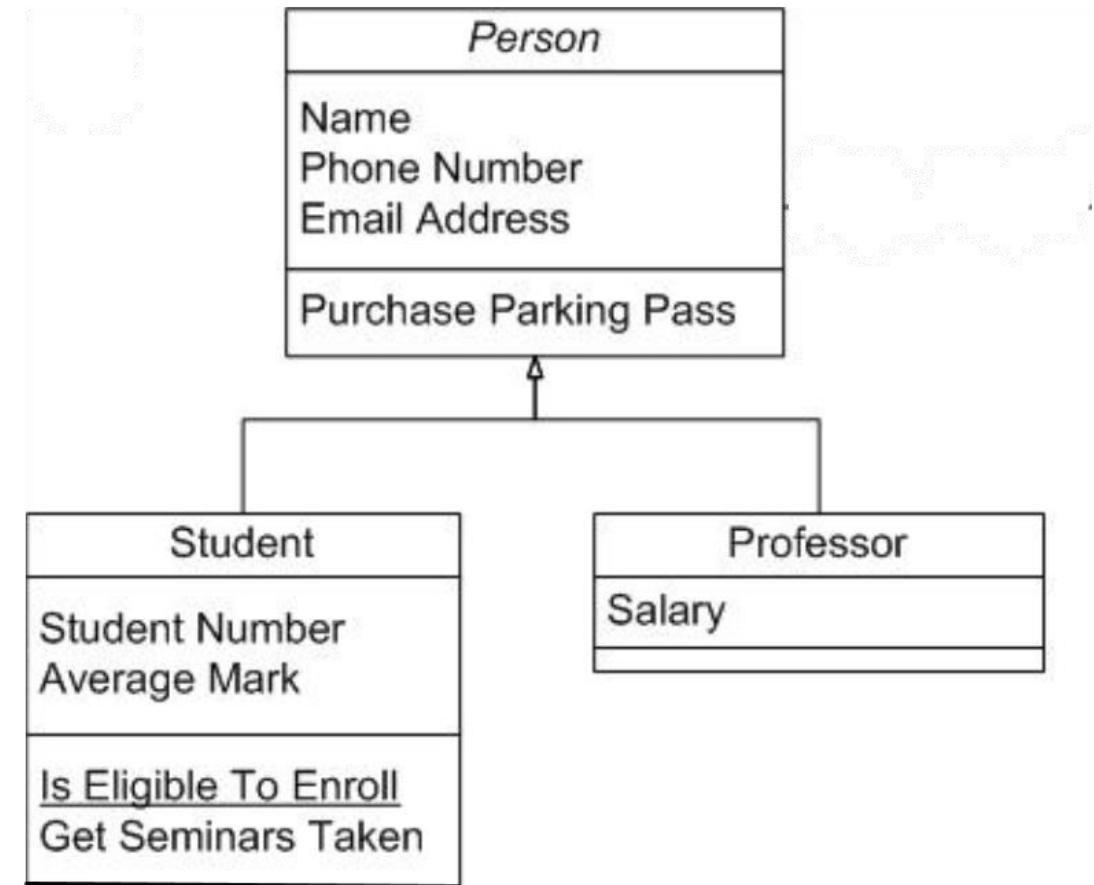 Person
Name
Phone Number
Email Address
Purchase Parking Pass
Student
Student Number
Average Mark
Is Eligible To Enroll
Get Seminars Taken
Professor
Salary